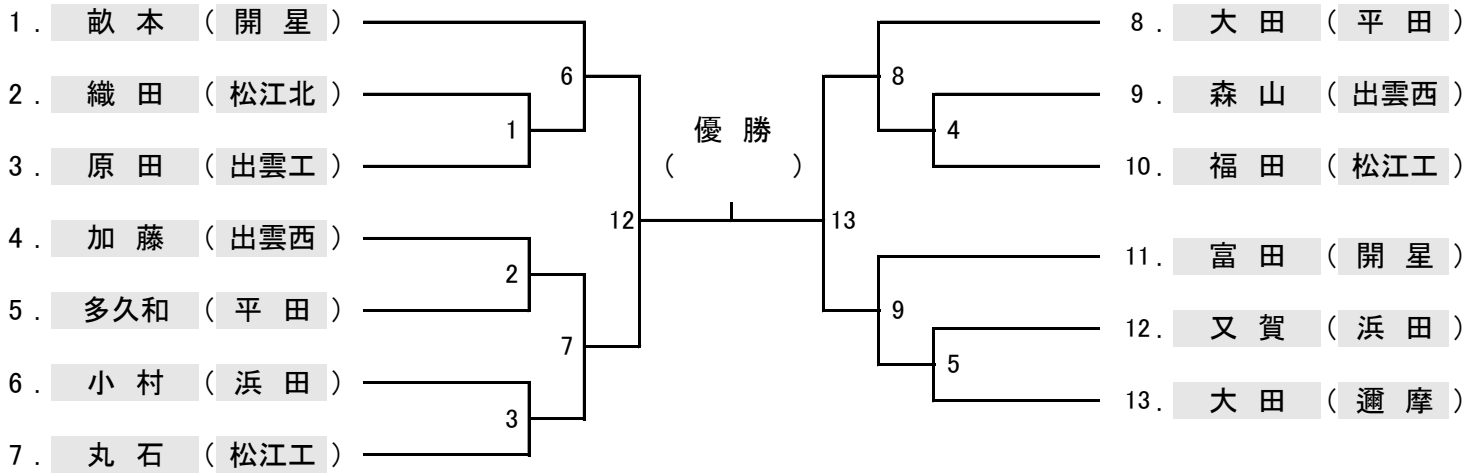 1. 畝本 (開星)
2. 織田 (松江北)
3. 原田 (出雲工)
4. 加藤 (出雲西)
5. 多久和 (平田)
6. 小村 (浜田)
7. 丸石 (松江工)
6
1
2
7
3
12
優勝
( )
13
8
4
9
5
8. 大田 (平田)
9. 森山 (出雲西)
10. 福田 (松江工)
11. 富田 (開星)
12. 又賀 (浜田)
13. 大田 (邇摩)